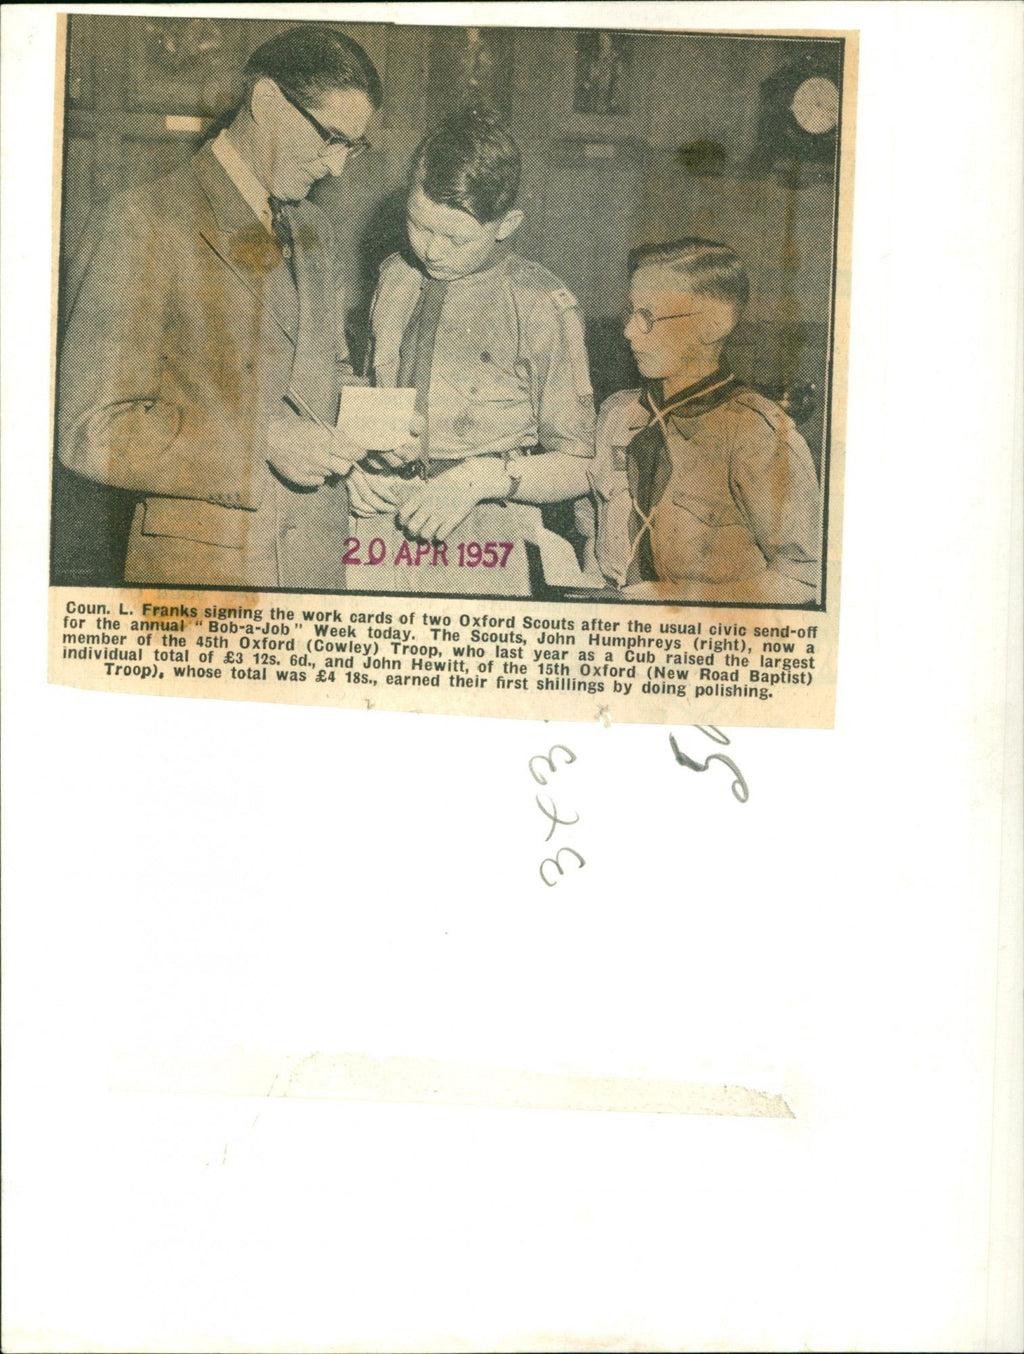 20 APR 1957
Coun. L. Franks signing the work cards of two Oxford Scouts after the usual civic send-off
for the annual "Bob-a-Job" Week today. The Scouts, John Humphreys (right), now a
member of the 45th Oxford (Cowley) Troop, who last year as a Cub raised the largest
individual total of £3 12s. 6d., and John Hewitt, of the 15th Oxford (New Road Baptist)
Troop), whose total was £4 18s., earned their first shillings by doing polishing.